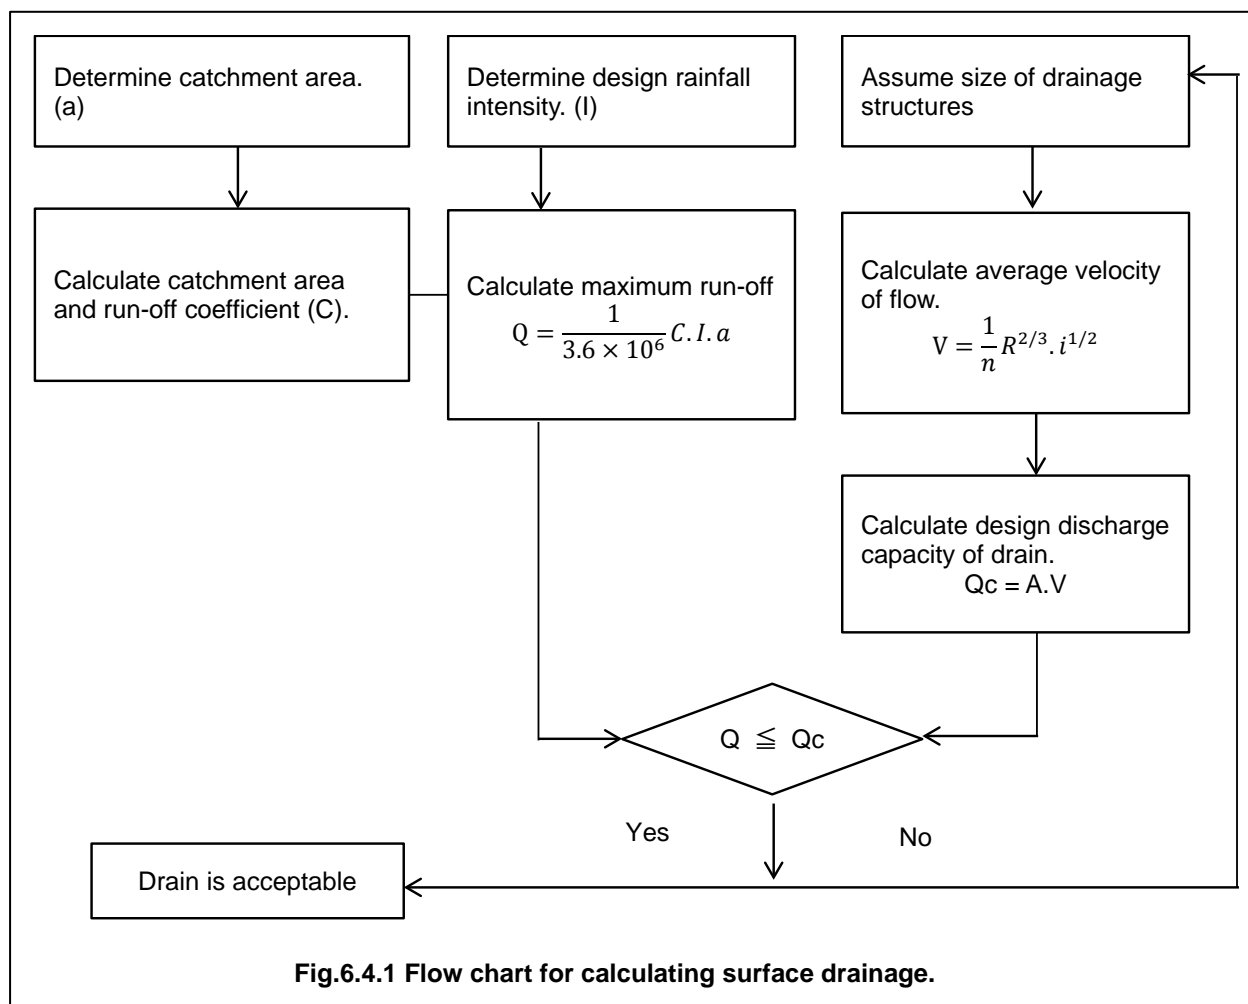 Determine catchment area.
(a)
Determine design rainfall
intensity. (I)
Assume size of drainage
structures
Calculate catchment area
and run-off coefficient (C).
Calculate maximum run-off
Q = \frac{1}{3.6 × 10^6} C.I.a
Calculate average velocity
of flow.
V = \frac{1}{n} R^{2/3}.i^{1/2}
Calculate design discharge
capacity of drain.
Qc = A.V
Q ≦ Qc
Yes
No
Drain is acceptable
Fig.6.4.1 Flow chart for calculating surface drainage.